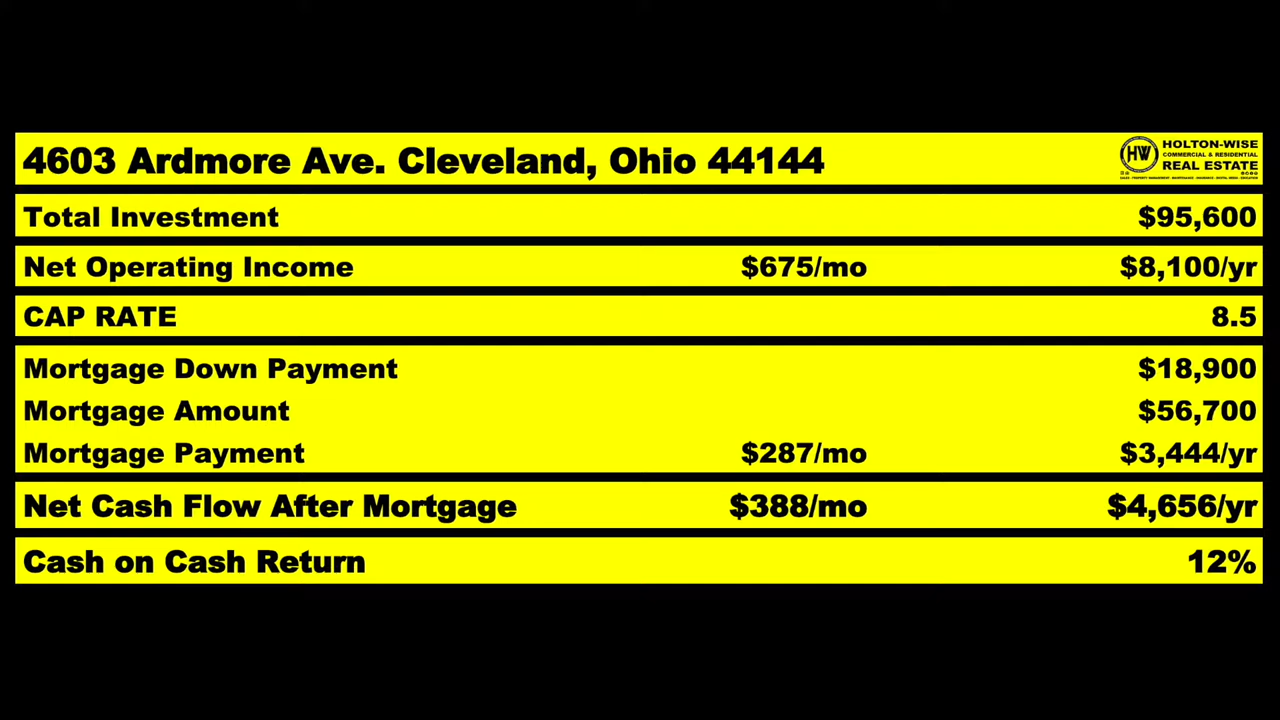 4603 Ardmore Ave. Cleveland, Ohio 44144
HW
HOLTON-WISE
COMMERCIAL & RESIDENTIAL
REAL ESTATE
Total Investment $95,600
Net Operating Income $675/mo $8,100/yr
CAP RATE 8.5
Mortgage Down Payment $18,900
Mortgage Amount $56,700
Mortgage Payment $287/mo $3,444/yr
Net Cash Flow After Mortgage $388/mo $4,656/yr
Cash on Cash Return 12%